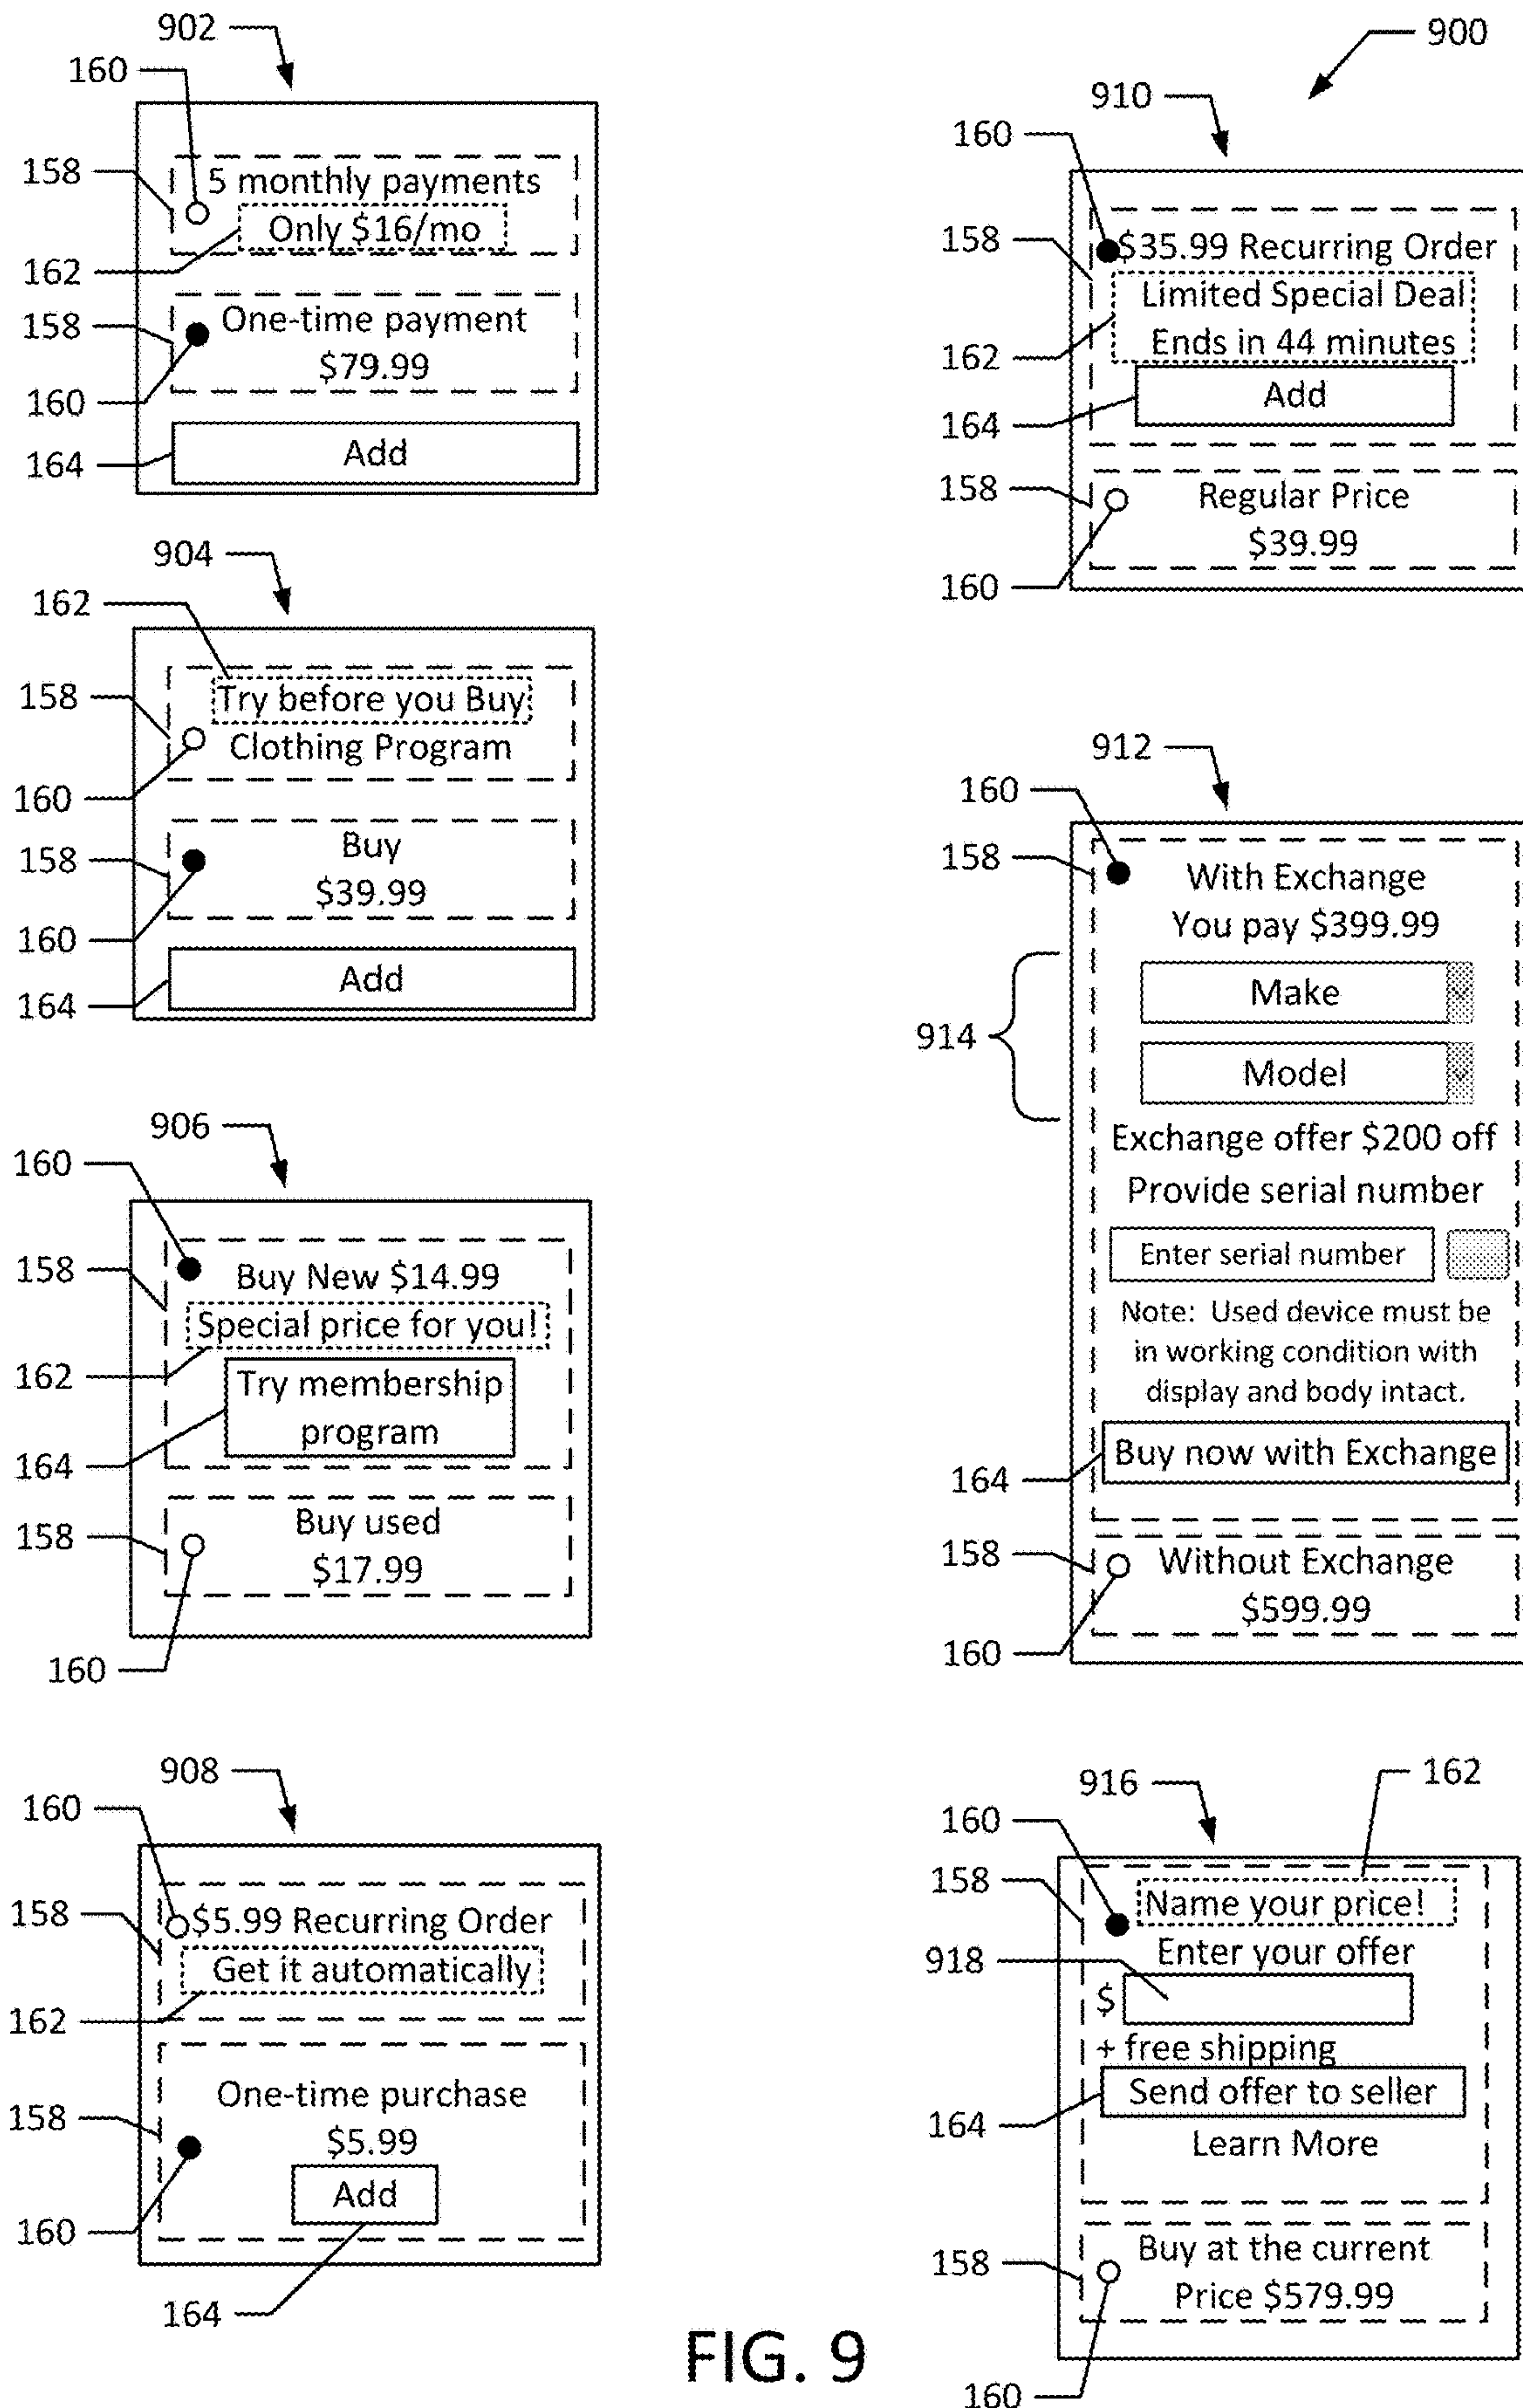 902
160
158
5 monthly payments
Only $16/mo
162
158
One-time payment
$79.99
160
164
Add
904
162
158
Try before you Buy
Clothing Program
160
158
Buy
$39.99
160
164
Add
906
160
158
Buy New $14.99
Special price for you!
162
Try membership
program
164
158
Buy used
$17.99
160
908
160
158
$5.99 Recurring Order
Get it automatically
162
One-time purchase
158
$5.99
Add
160
164
900
910
160
158
$35.99 Recurring Order
Limited Special Deal
162
Ends in 44 minutes
164
Add
158
Regular Price
$39.99
160
912
160
158
With Exchange
You pay $399.99
914
Make
Model
Exchange offer $200 off
Provide serial number
Enter serial number
Note: Used device must be
in working condition with
display and body intact.
164
Buy now with Exchange
158
Without Exchange
$599.99
160
916
162
160
158
Name your price!
Enter your offer
918
$
+ free shipping
Send offer to seller
164
Learn More
158
Buy at the current
Price $579.99
160
FIG. 9